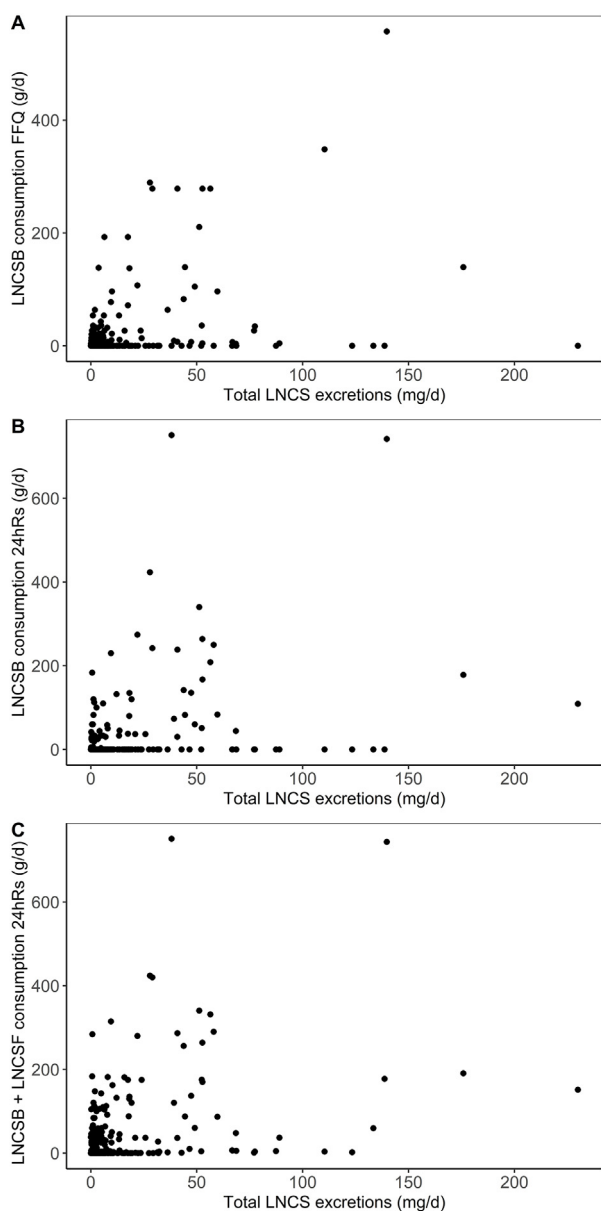 A
LNCSB consumption FFQ (g/d)
400
200
0
0 50 100 150 200
Total LNCS excretions (mg/d)
B
LNCSB consumption 24hRs (g/d)
600
400
200
0
0 50 100 150 200
Total LNCS excretions (mg/d)
C
LNCSB + LNCSF consumption 24hRs (g/d)
600
400
200
0
0 50 100 150 200
Total LNCS excretions (mg/d)